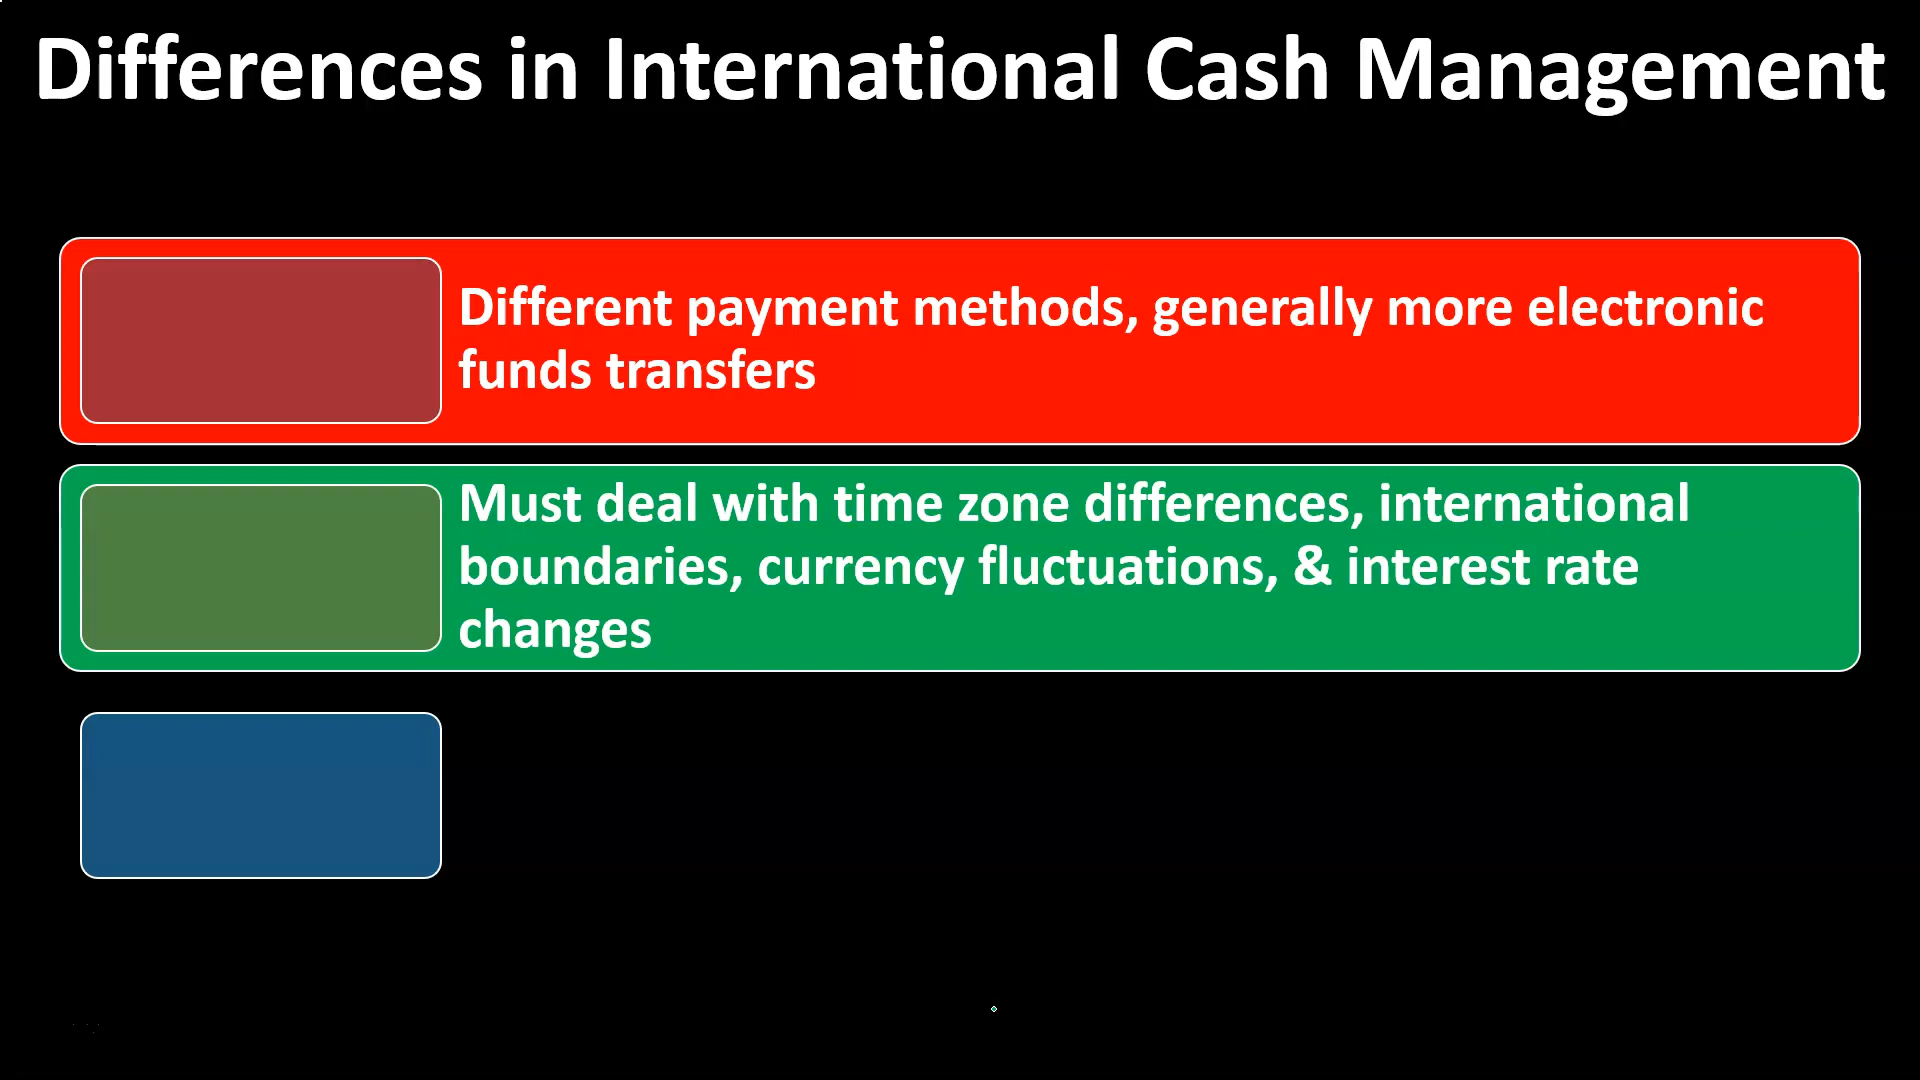 Differences in International Cash Management
Different payment methods, generally more electronic
funds transfers
Must deal with time zone differences, international
boundaries, currency fluctuations, & interest rate
changes